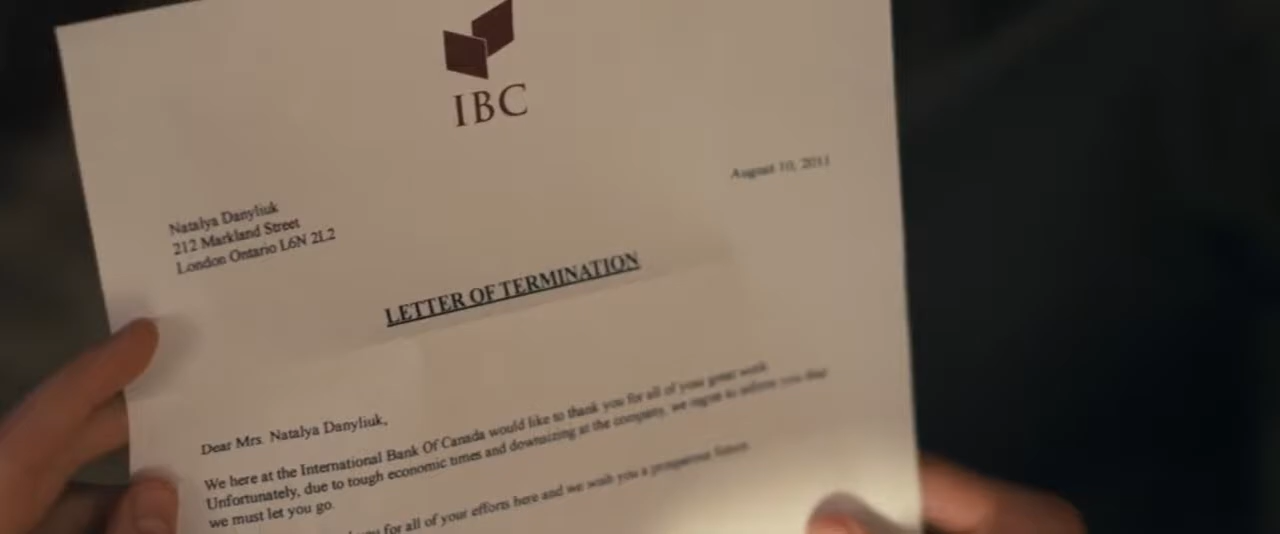 IBC
August 10, 2011
Natalya Danyliuk
212 Markland Street
London Ontario L6N 2L2
LETTER OF TERMINATION
Dear Mrs. Natalya Danyliuk,
We here at the International Bank Of Canada would like to thank you for all of your great work.
Unfortunately, due to tough economic times and downsizing at the company, we regret to inform you that
we must let you go.
for all of your efforts here and we wish you a prosperous future.